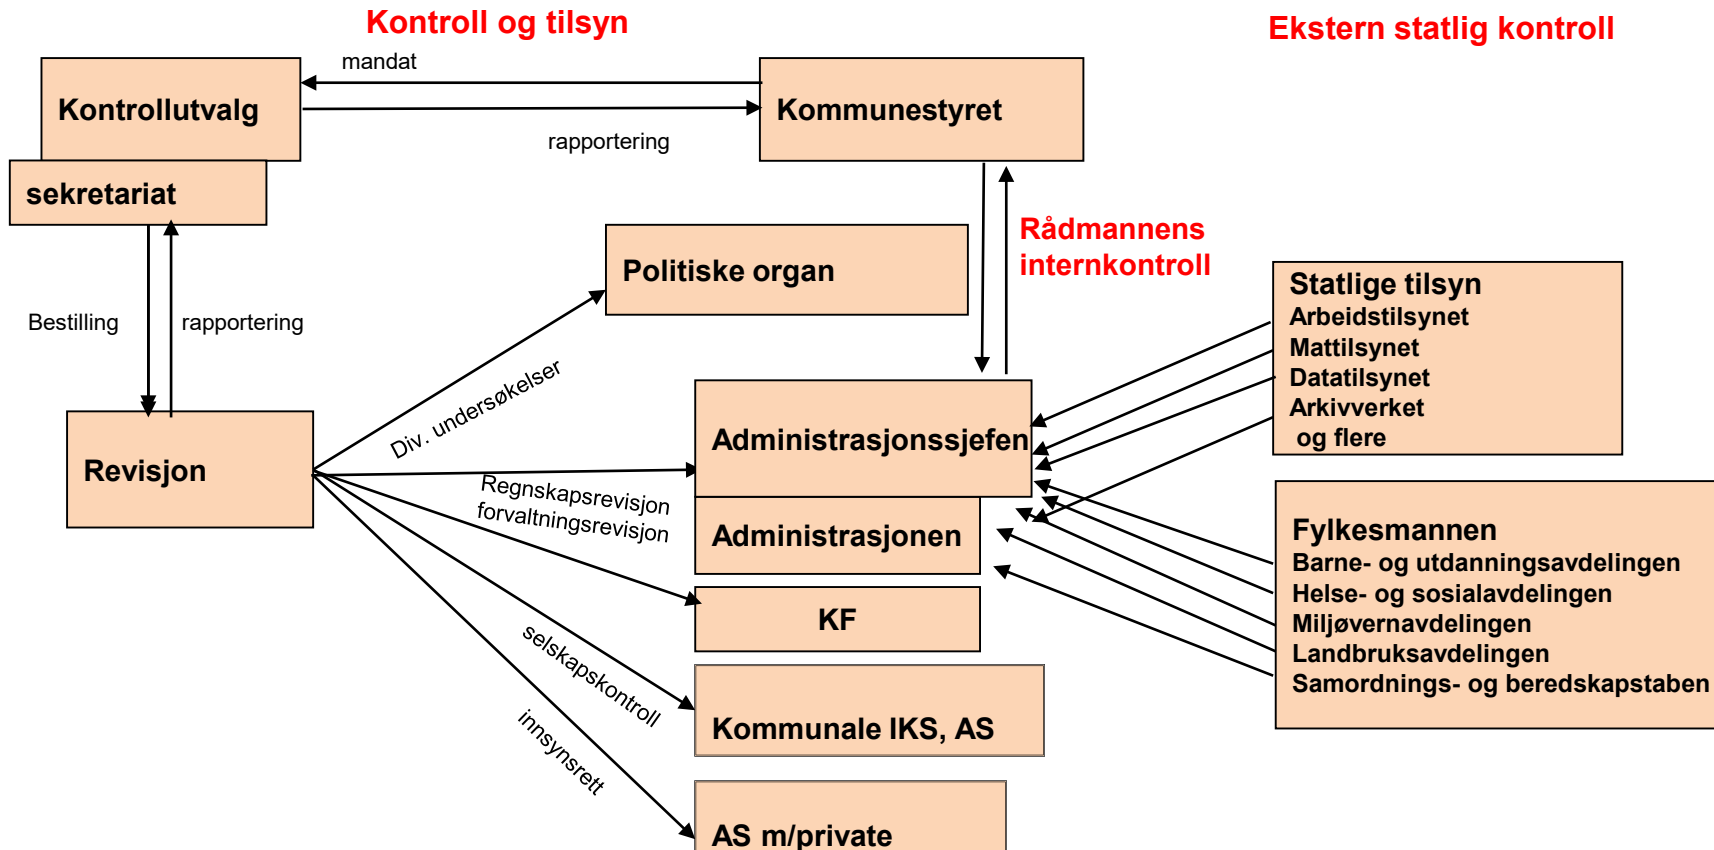 Kontroll og tilsyn
Ekstern statlig kontroll
mandat
Kontrollutvalg
Kommunestyret
rapportering
sekretariat
Rådmannens
internkontroll
Politiske organ
Statlige tilsyn
Arbeidstilsynet
Mattilsynet
Datatilsynet
Arkivverket
og flere
Bestilling
rapportering
Div. undersøkelser
Revisjon
Administrasjonssjefen
Regnskapsrevisjon
forvaltningsrevisjon
Administrasjonen
Fylkesmannen
Barne- og utdanningsavdelingen
Helse- og sosialavdelingen
Miljøvernavdelingen
Landbruksavdelingen
Samordnings- og beredskapstaben
KF
selskapskontroll
Kommunale IKS, AS
innsynsrett
AS m/private